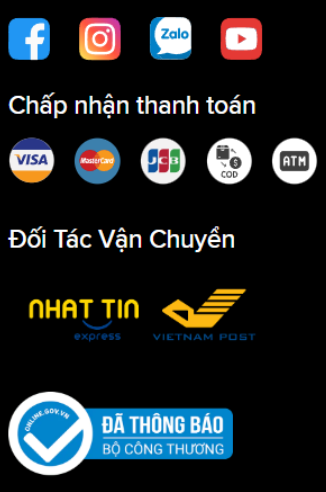 Zalo
Chấp nhận thanh toán
VISA MasterCard JCB COD ATM
Đối Tác Vận Chuyển
NHAT TIN
express
VIETNAM POST
ONLINE.GOV.VN
ĐÃ THÔNG BÁO
BỘ CÔNG THƯƠNG